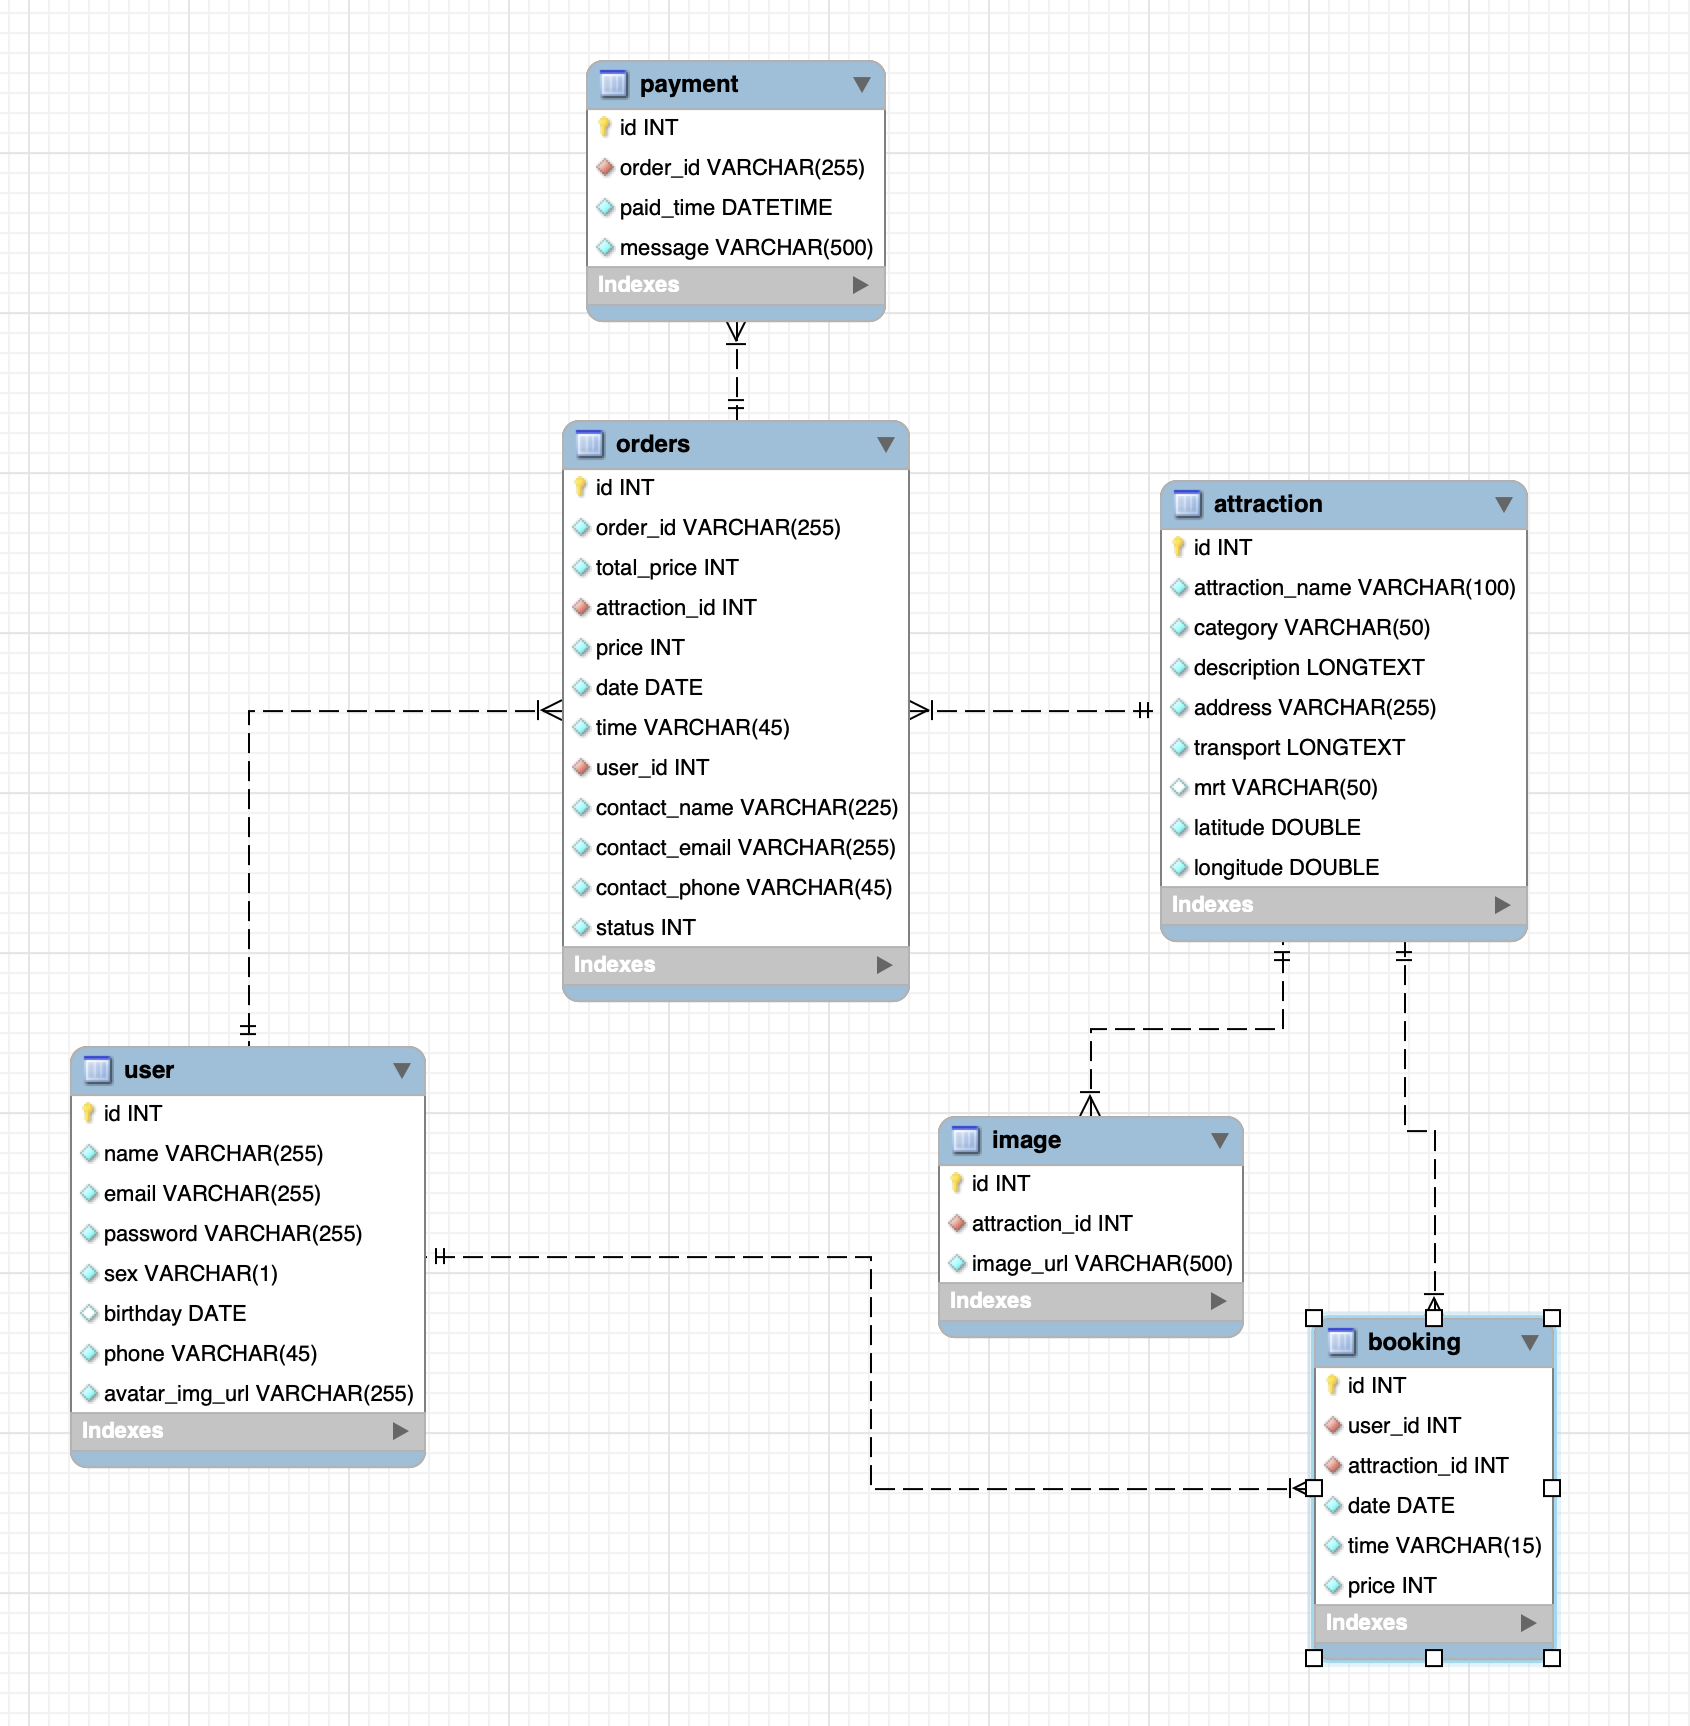 payment
id INT
order_id VARCHAR(255)
paid_time DATETIME
message VARCHAR(500)
Indexes
orders
id INT
order_id VARCHAR(255)
total_price INT
attraction_id INT
price INT
date DATE
time VARCHAR(45)
user_id INT
contact_name VARCHAR(225)
contact_email VARCHAR(255)
contact_phone VARCHAR(45)
status INT
Indexes
attraction
id INT
attraction_name VARCHAR(100)
category VARCHAR(50)
description LONGTEXT
address VARCHAR(255)
transport LONGTEXT
mrt VARCHAR(50)
latitude DOUBLE
longitude DOUBLE
Indexes
user
id INT
name VARCHAR(255)
email VARCHAR(255)
password VARCHAR(255)
sex VARCHAR(1)
birthday DATE
phone VARCHAR(45)
avatar_img_url VARCHAR(255)
Indexes
image
id INT
attraction_id INT
image_url VARCHAR(500)
Indexes
booking
id INT
user_id INT
attraction_id INT
date DATE
time VARCHAR(15)
price INT
Indexes